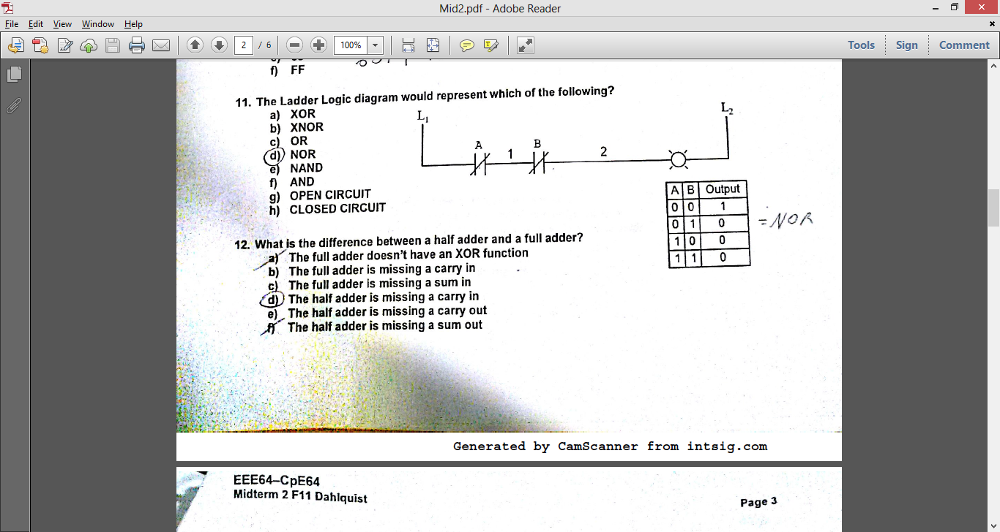 Mid2.pdf - Adobe Reader
File Edit View Window Help
2 / 6 100% Tools Sign Comment
f) FF
11. The Ladder Logic diagram would represent which of the following?
a) XOR
b) XNOR
c) OR
d) NOR
e) NAND
f) AND
g) OPEN CIRCUIT
h) CLOSED CIRCUIT
L1 L2
A 1 B 2
A B Output
0 0 1
0 1 0
1 0 0
1 1 0
= NOR
12. What is the difference between a half adder and a full adder?
a) The full adder doesn't have an XOR function
b) The full adder is missing a carry in
c) The full adder is missing a sum in
d) The half adder is missing a carry in
e) The half adder is missing a carry out
f) The half adder is missing a sum out
Generated by CamScanner from intsig.com
EEE64–CpE64
Midterm 2 F11 Dahlquist
Page 3